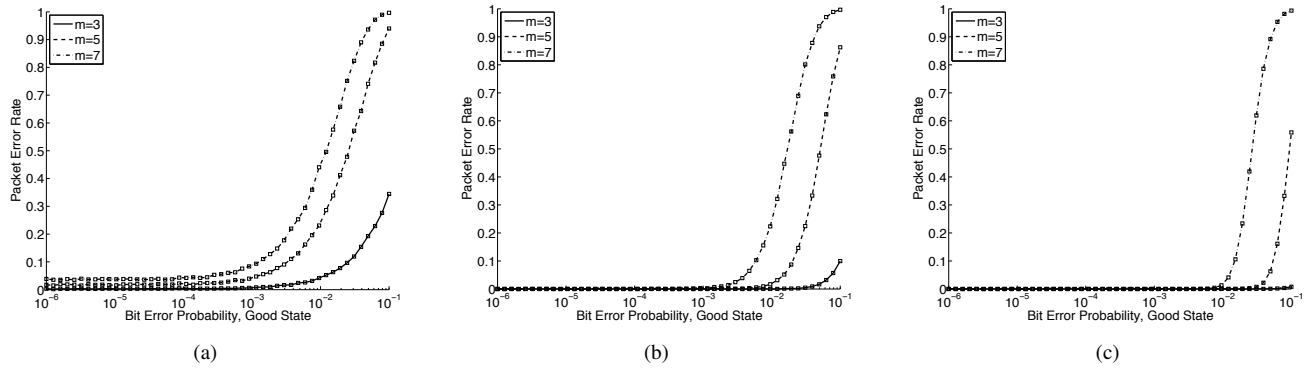 1
0.9
0.8
0.7
0.6
0.5
0.4
0.3
0.2
0.1
0
Packet Error Rate
m=3
m=5
m=7
10^-6
10^-5
10^-4
10^-3
10^-2
10^-1
Bit Error Probability, Good State
(a)
1
0.9
0.8
0.7
0.6
0.5
0.4
0.3
0.2
0.1
0
Packet Error Rate
m=3
m=5
m=7
10^-6
10^-5
10^-4
10^-3
10^-2
10^-1
Bit Error Probability, Good State
(b)
1
0.9
0.8
0.7
0.6
0.5
0.4
0.3
0.2
0.1
0
Packet Error Rate
m=3
m=5
m=7
10^-6
10^-5
10^-4
10^-3
10^-2
10^-1
Bit Error Probability, Good State
(c)